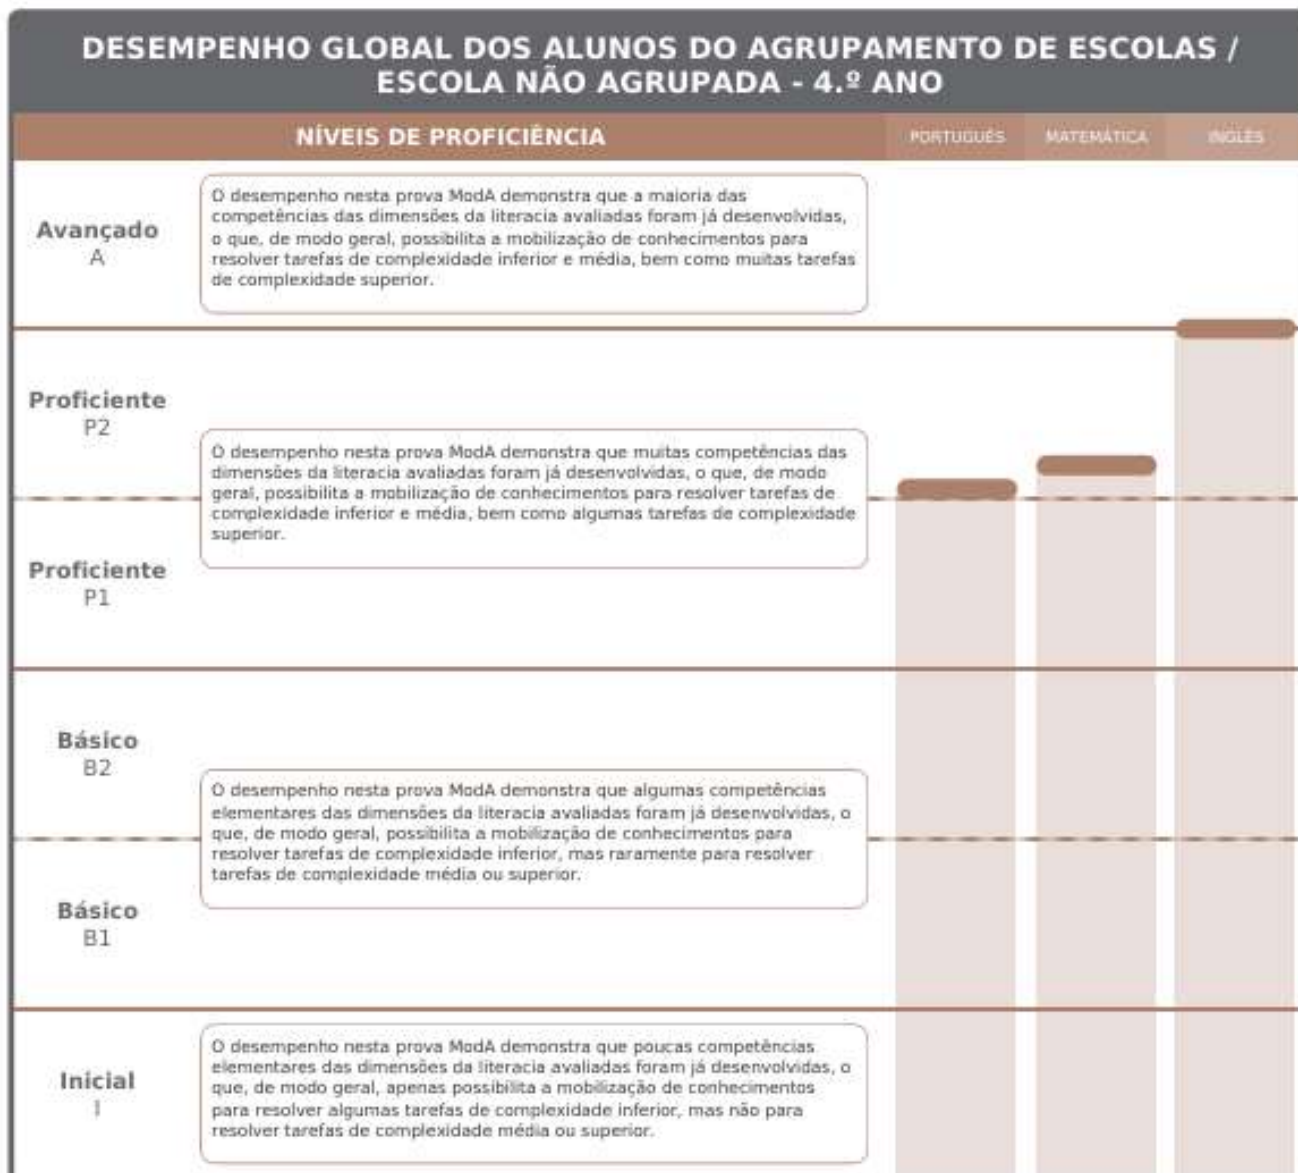 DESEMPENHO GLOBAL DOS ALUNOS DO AGRUPAMENTO DE ESCOLAS /
ESCOLA NÃO AGRUPADA - 4.º ANO
NÍVEIS DE PROFICIÊNCIA
PORTUGUÊS
MATEMÁTICA
INGLÊS
Avançado
A
O desempenho nesta prova ModA demonstra que a maioria das
competências das dimensões da literacia avaliadas foram já desenvolvidas,
o que, de modo geral, possibilita a mobilização de conhecimentos para
resolver tarefas de complexidade inferior e média, bem como muitas tarefas
de complexidade superior.
Proficiente
P2
O desempenho nesta prova ModA demonstra que muitas competências das
dimensões da literacia avaliadas foram já desenvolvidas, o que, de modo
geral, possibilita a mobilização de conhecimentos para resolver tarefas de
complexidade inferior e média, bem como algumas tarefas de complexidade
superior.
Proficiente
P1
Básico
B2
O desempenho nesta prova ModA demonstra que algumas competências
elementares das dimensões da literacia avaliadas foram já desenvolvidas, o
que, de modo geral, possibilita a mobilização de conhecimentos para
resolver tarefas de complexidade inferior, mas raramente para resolver
tarefas de complexidade média ou superior.
Básico
B1
Inicial
I
O desempenho nesta prova ModA demonstra que poucas competências
elementares das dimensões da literacia avaliadas foram já desenvolvidas, o
que, de modo geral, apenas possibilita a mobilização de conhecimentos
para resolver algumas tarefas de complexidade inferior, mas não para
resolver tarefas de complexidade média ou superior.